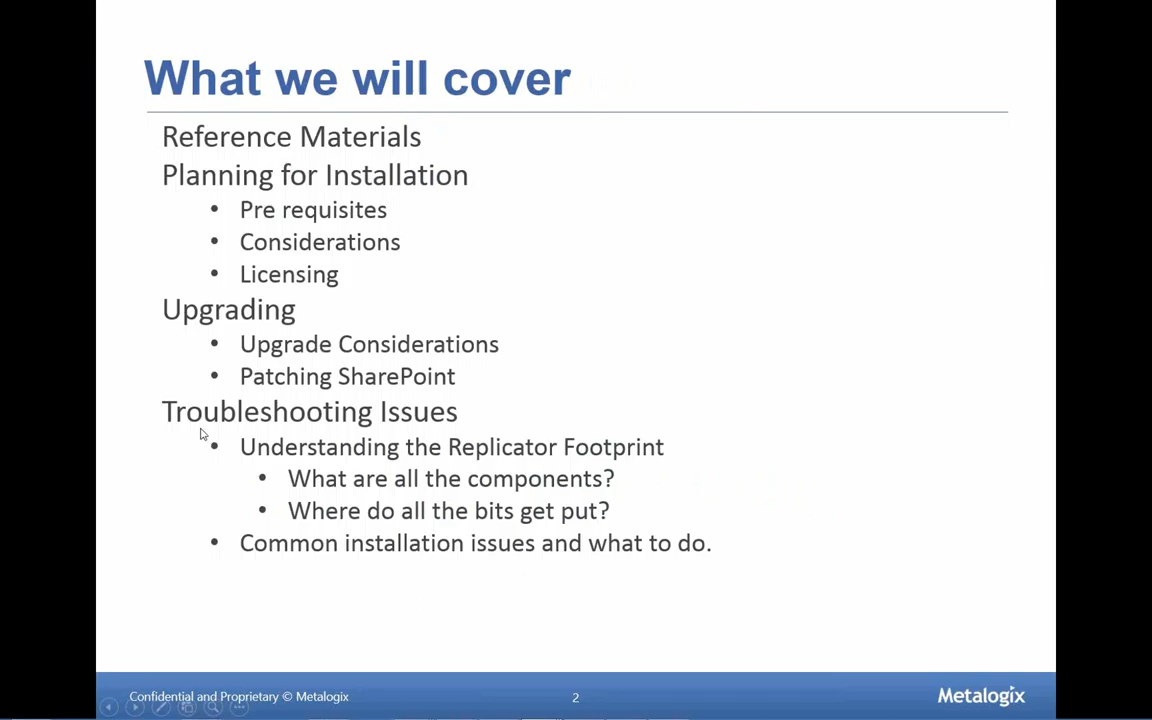 What we will cover
Reference Materials
Planning for Installation
• Pre requisites
• Considerations
• Licensing
Upgrading
• Upgrade Considerations
• Patching SharePoint
Troubleshooting Issues
• Understanding the Replicator Footprint
• What are all the components?
• Where do all the bits get put?
• Common installation issues and what to do.
Confidential and Proprietary © Metalogix
2
Metalogix